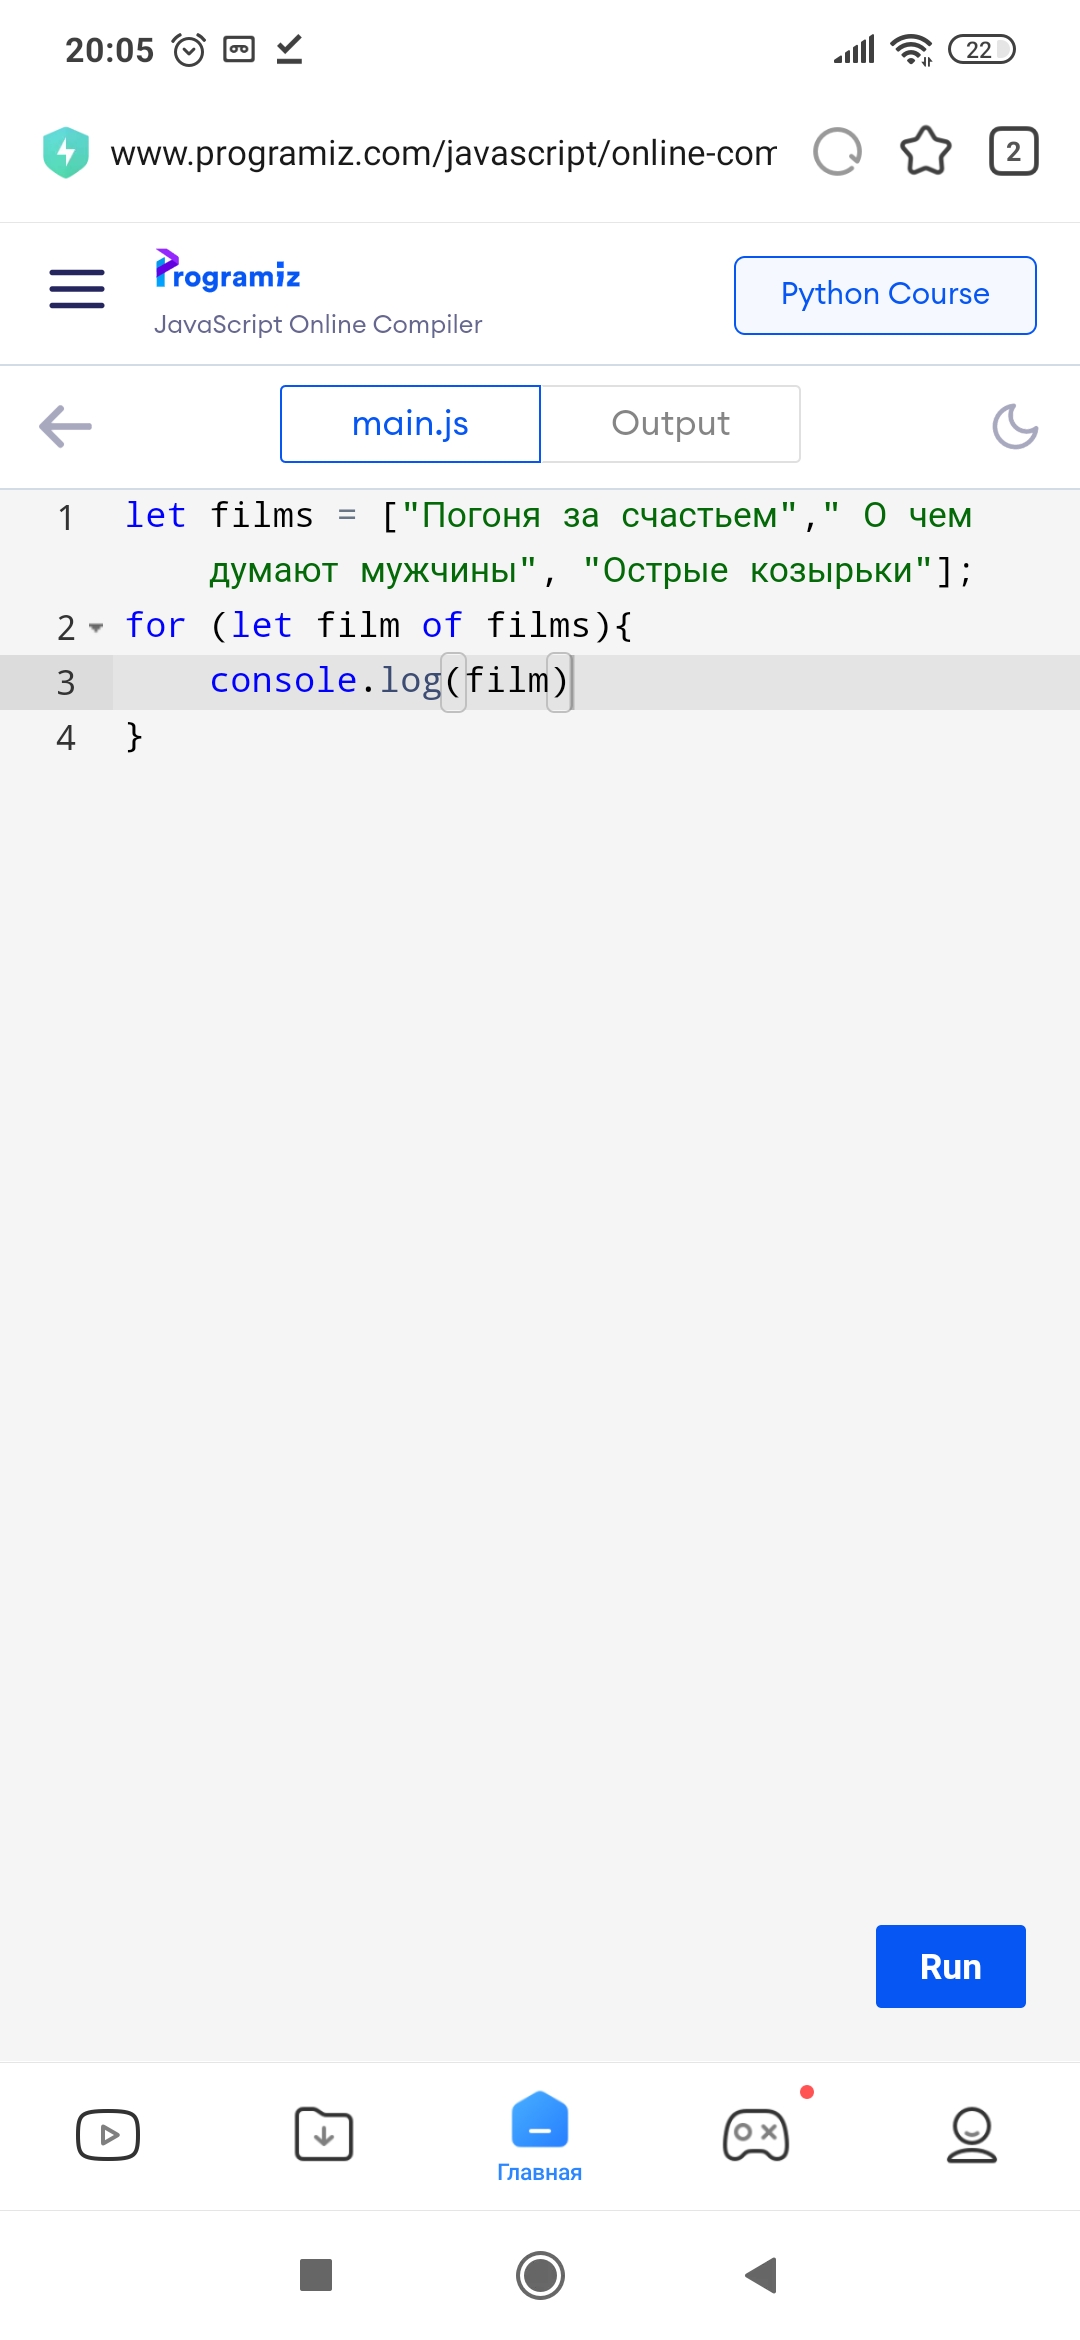 20:05 22
www.programiz.com/javascript/online-com 2
Programiz
JavaScript Online Compiler
Python Course
main.js Output
1 let films = ["Погоня за счастьем"," О чем
думают мужчины", "Острые козырьки"];
2 for (let film of films){
3 console.log(film)
4 }
Run
Главная